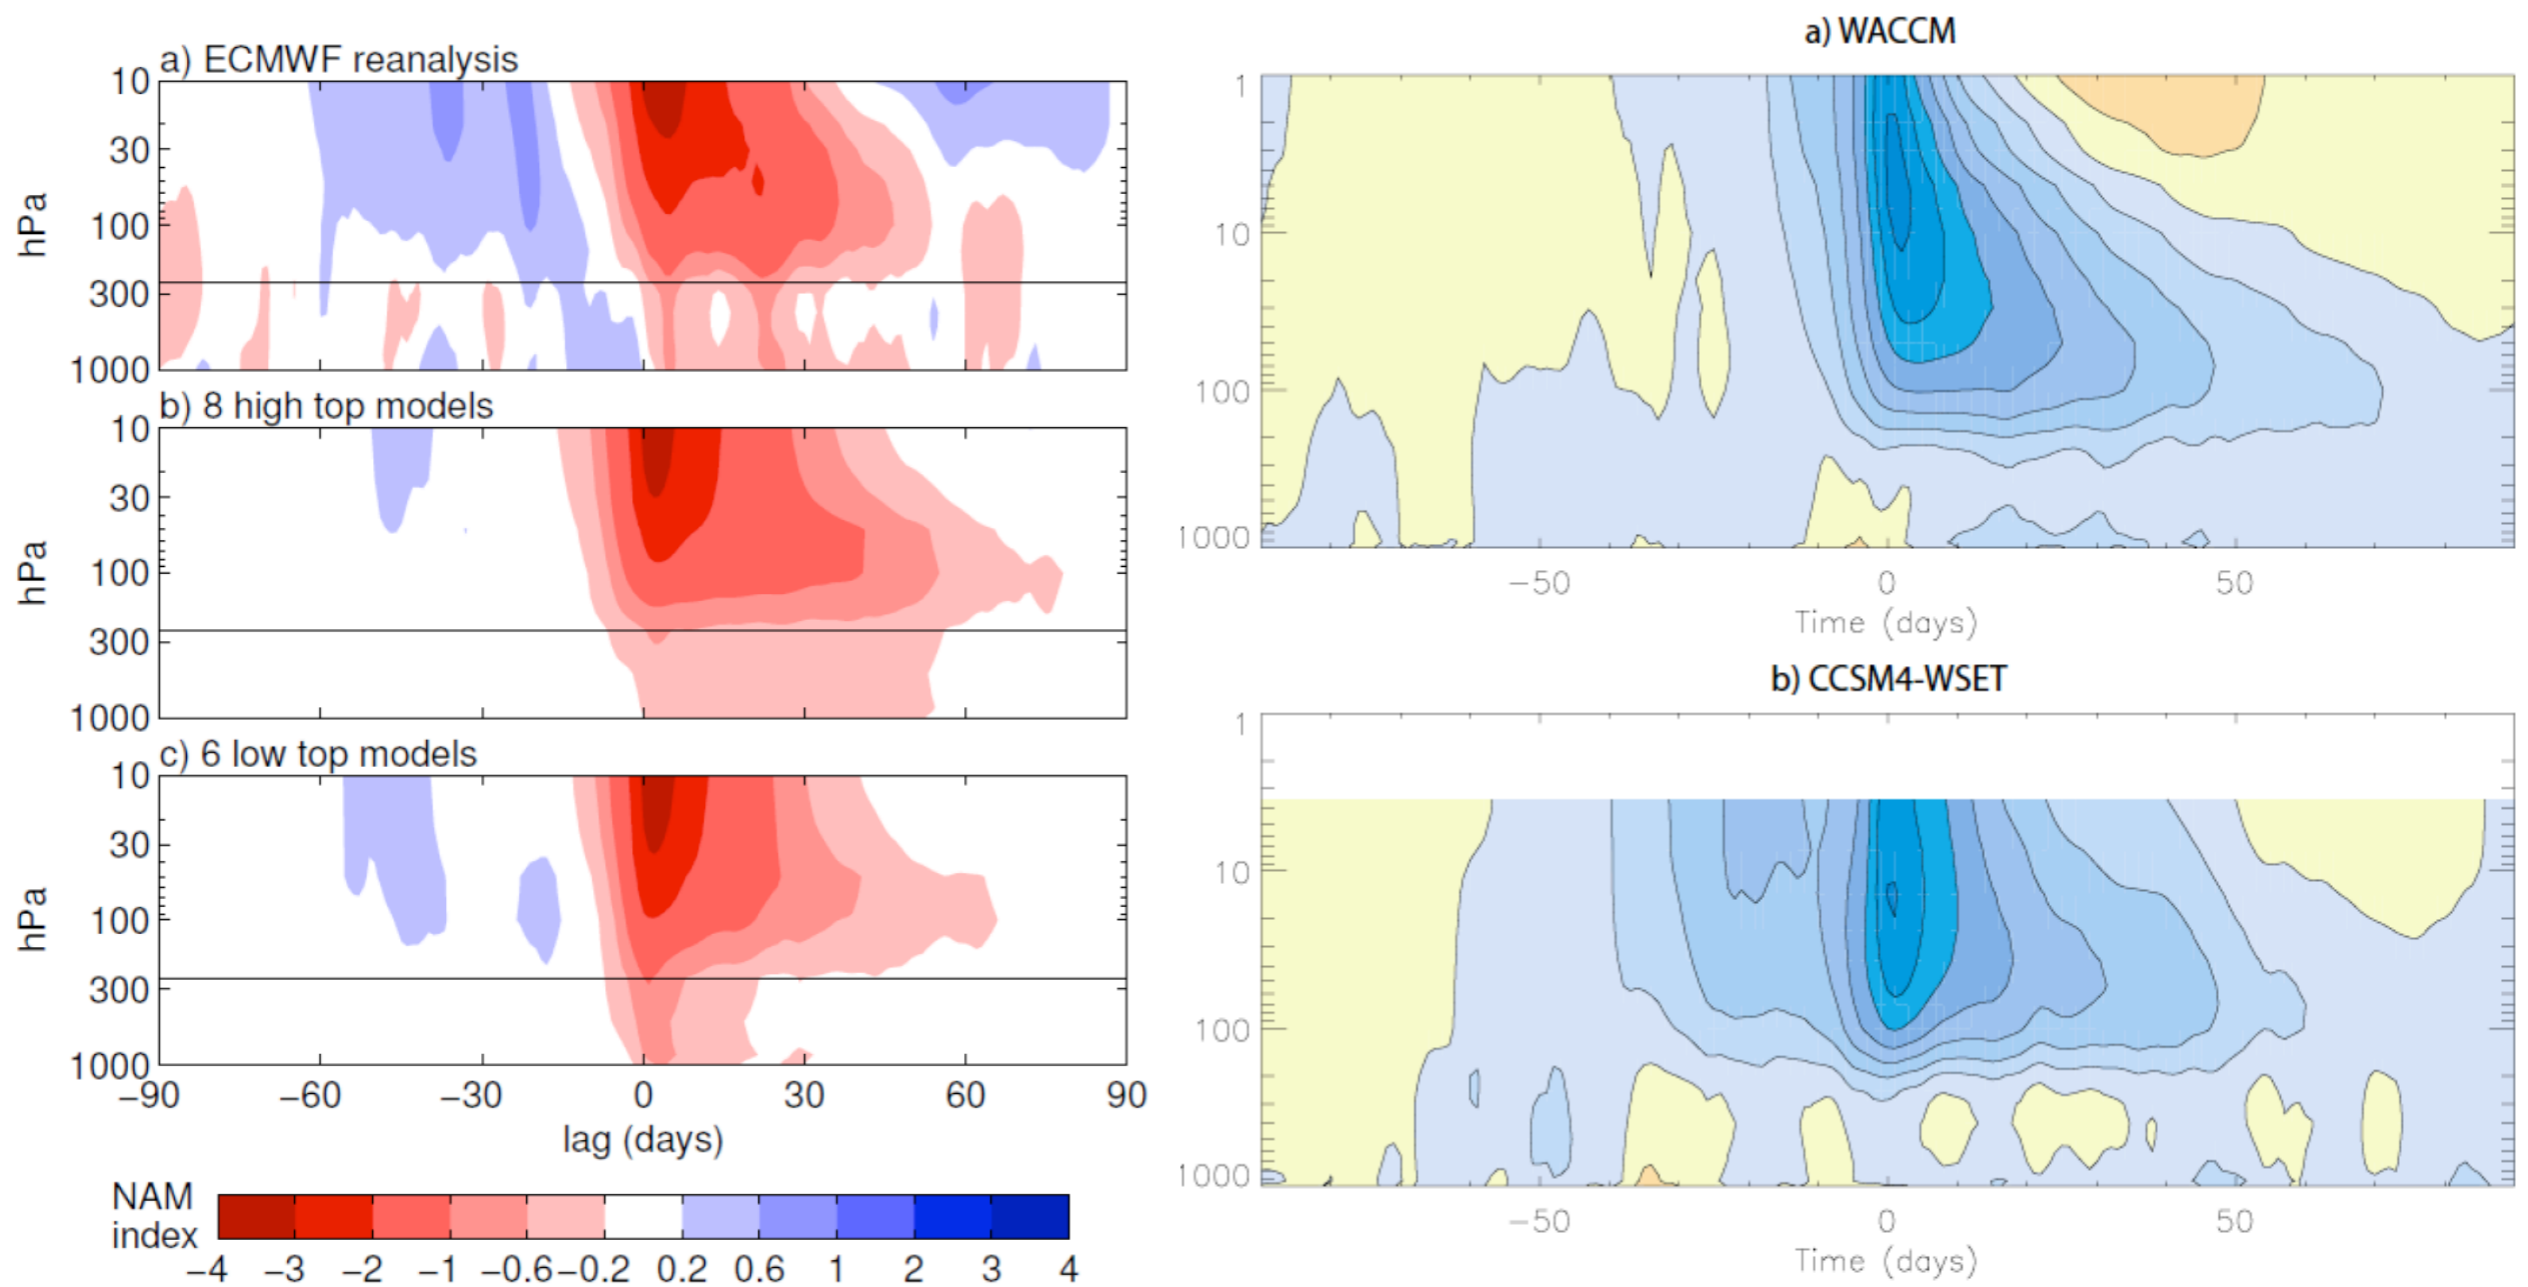 a) ECMWF reanalysis
10
30
100
300
1000
hPa
b) 8 high top models
10
30
100
300
1000
hPa
c) 6 low top models
10
30
100
300
1000
hPa
−90 −60 −30 0 30 60 90
lag (days)
NAM
index
−4 −3 −2 −1 −0.6 −0.2 0.2 0.6 1 2 3 4
a) WACCM
1
10
100
1000
−50 0 50
Time (days)
b) CCSM4-WSET
1
10
100
1000
−50 0 50
Time (days)